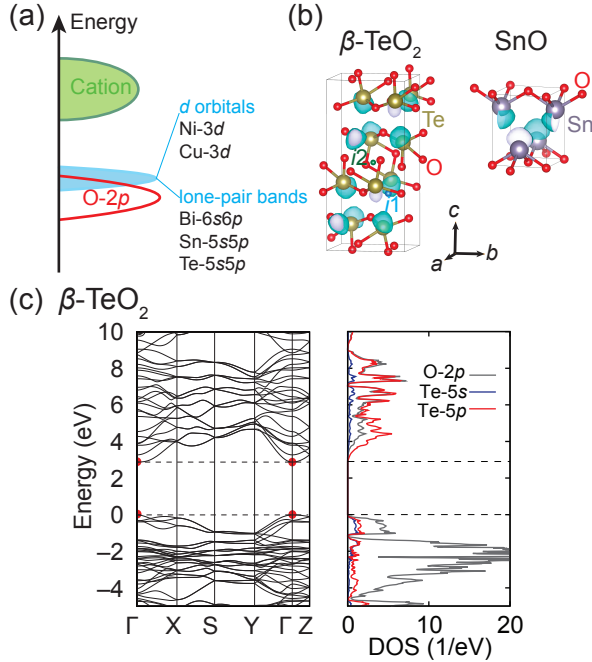 (a)
Energy
Cation
d orbitals
Ni-3d
Cu-3d
O-2p
lone-pair bands
Bi-6s6p
Sn-5s5p
Te-5s5p
(b)
β-TeO₂
SnO
Te
O
i2
i1
O
Sn
c
a
b
(c) β-TeO₂
Energy (eV)
10
8
6
4
2
0
−2
−4
Γ X S Y Γ Z
O-2p
Te-5s
Te-5p
0 10 20
DOS (1/eV)